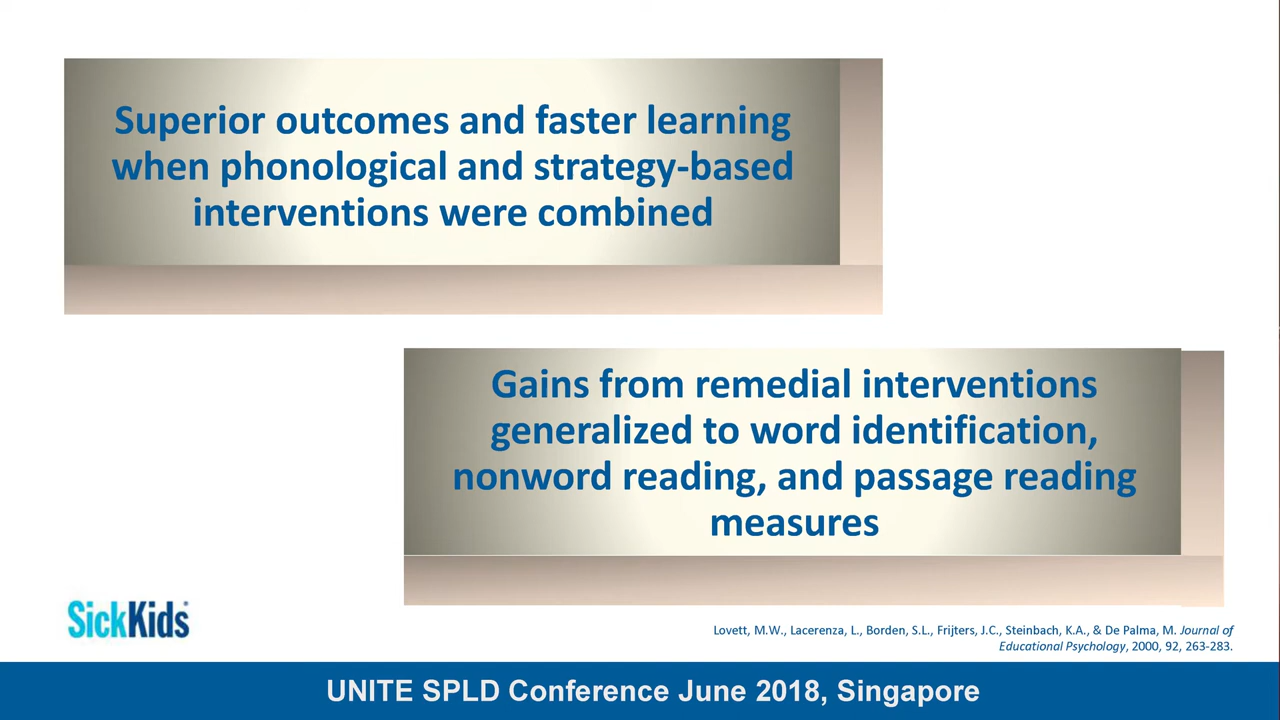 Superior outcomes and faster learning
when phonological and strategy-based
interventions were combined
Gains from remedial interventions
generalized to word identification,
nonword reading, and passage reading
measures
SickKids
Lovett, M.W., Lacerenza, L., Borden, S.L., Frijters, J.C., Steinbach, K.A., & De Palma, M. Journal of
Educational Psychology, 2000, 92, 263-283.
UNITE SPLD Conference June 2018, Singapore